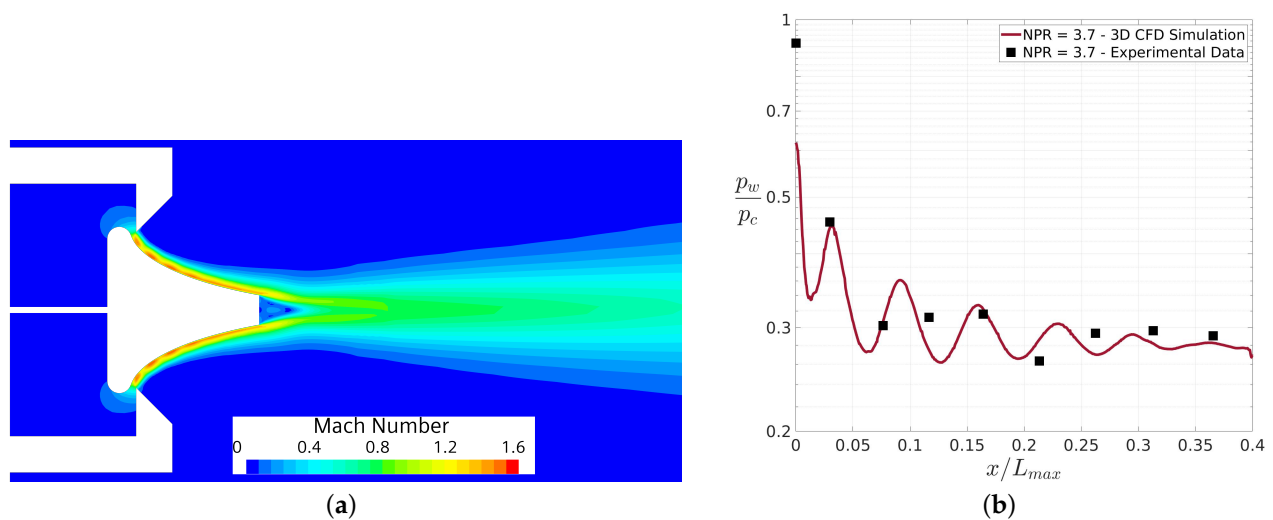 Mach Number
0 0.4 0.8 1.2 1.6
(a)
1
0.7
0.5
0.3
0.2
p_w
p_c
NPR = 3.7 - 3D CFD Simulation
NPR = 3.7 - Experimental Data
0 0.05 0.1 0.15 0.2 0.25 0.3 0.35 0.4
x/L_{max}
(b)